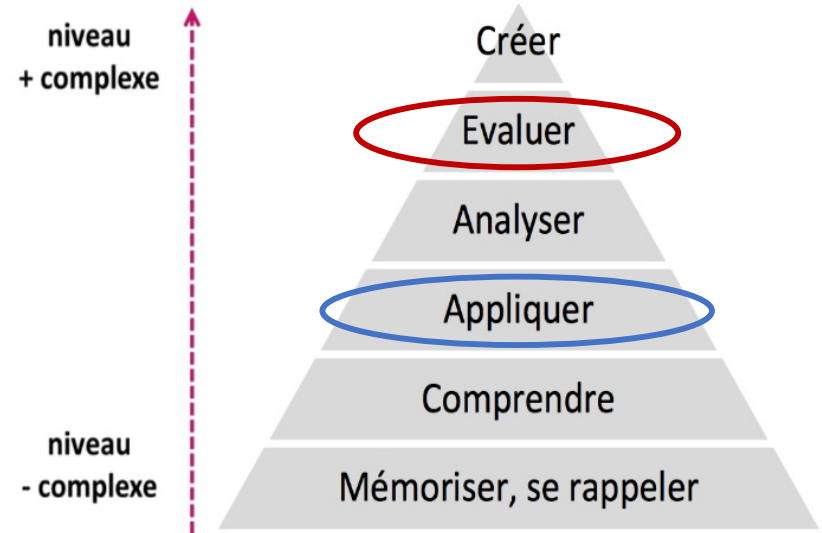 niveau
+ complexe
Créer
Evaluer
Analyser
Appliquer
Comprendre
niveau
- complexe
Mémoriser, se rappeler